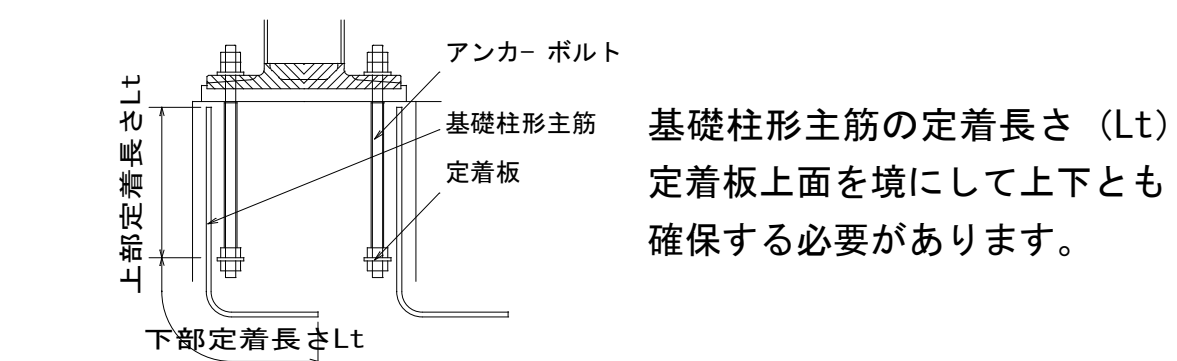 アンカー ボルト
基礎柱形主筋
定着板
上部定着長さLt
下部定着長さLt
基礎柱形主筋の定着長さ（Lt）
定着板上面を境にして上下とも
確保する必要があります。